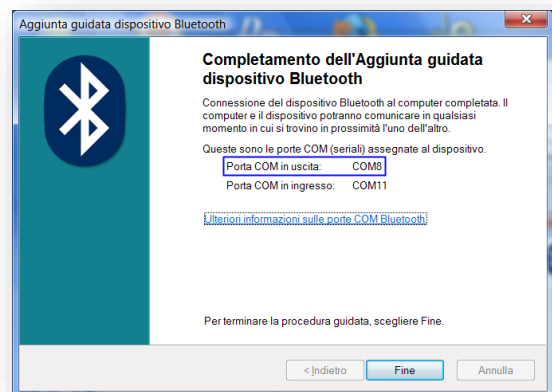 Aggiunta guidata dispositivo Bluetooth
Completamento dell'Aggiunta guidata
dispositivo Bluetooth
Connessione del dispositivo Bluetooth al computer completata. Il
computer e il dispositivo potranno comunicare in qualsiasi
momento in cui si trovino in prossimità l'uno dell'altro.
Queste sono le porte COM (seriali) assegnate al dispositivo.
Porta COM in uscita: COM8
Porta COM in ingresso: COM11
Ulteriori informazioni sulle porte COM Bluetooth
Per terminare la procedura guidata, scegliere Fine.
< Indietro Fine Annulla